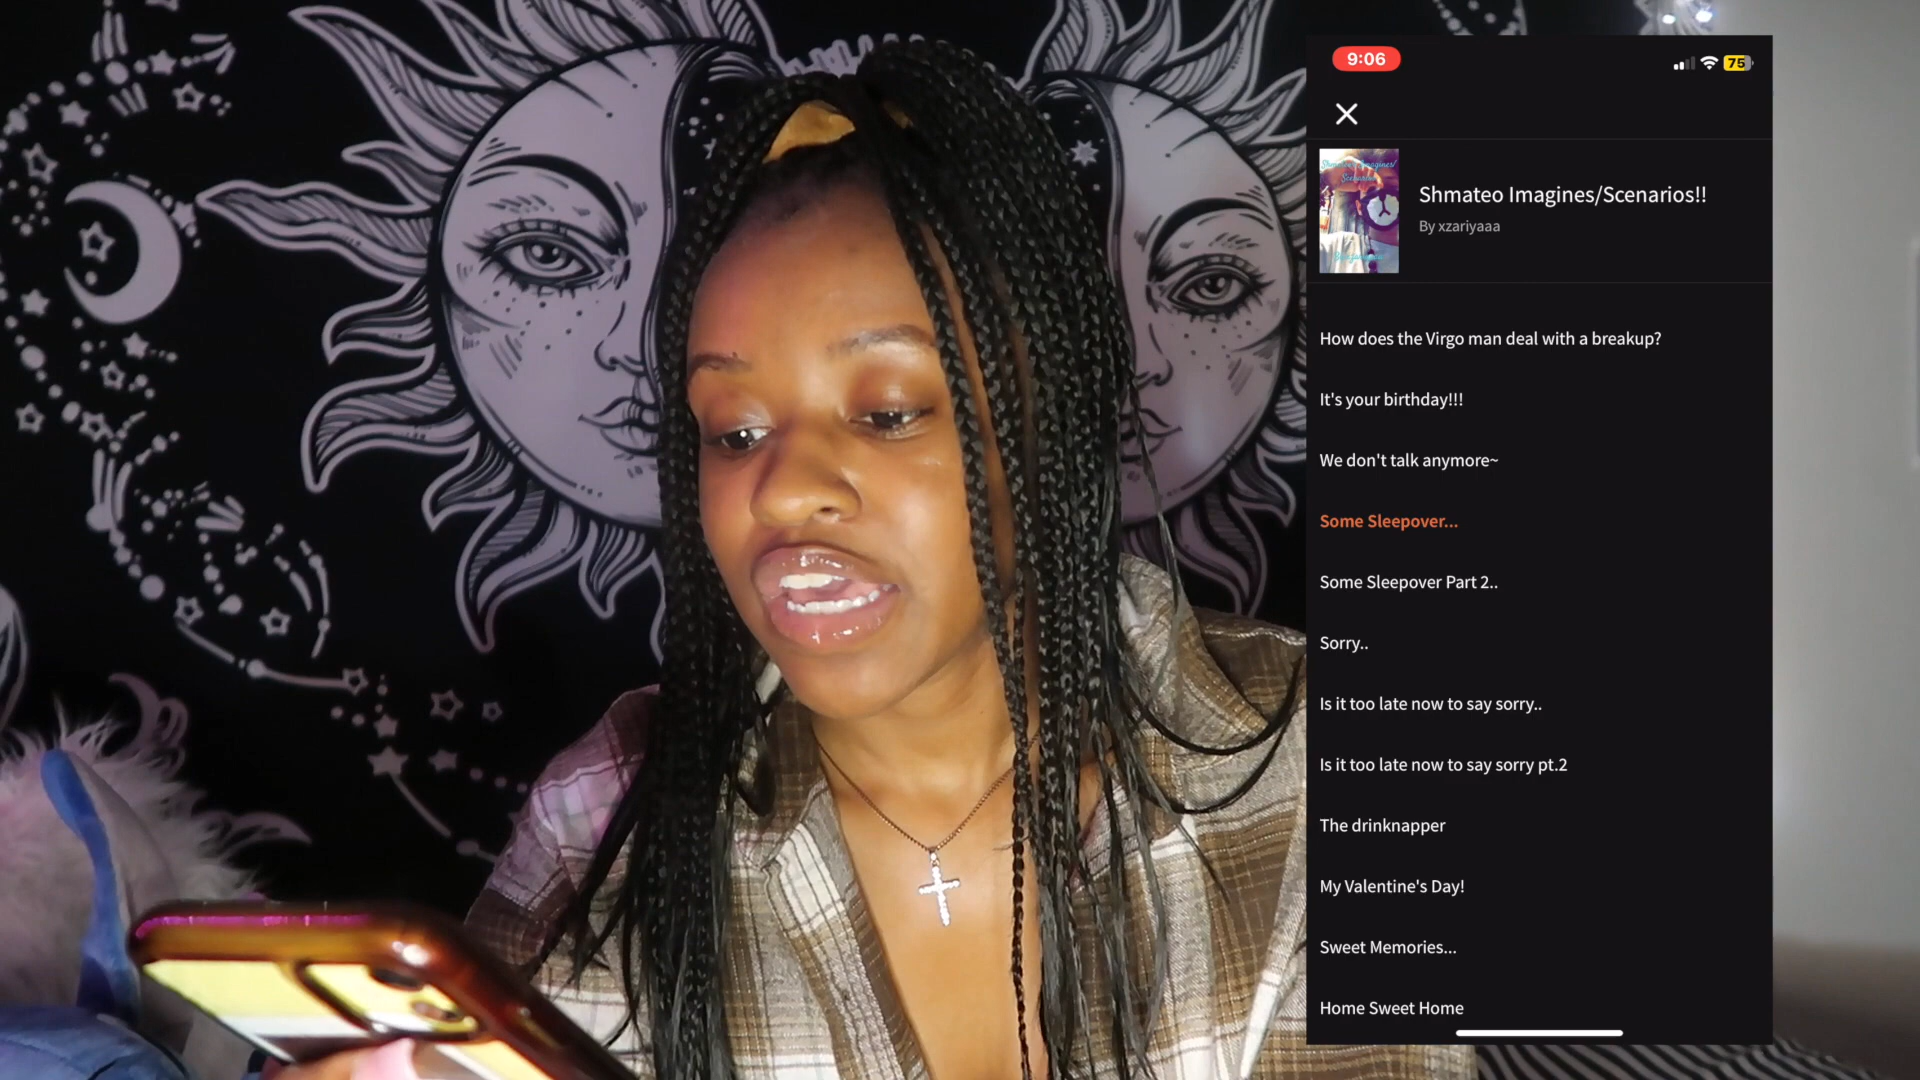 9:06
75
Shmateo Imagines/Scenarios!!
By xzariyaaa
How does the Virgo man deal with a breakup?
It's your birthday!!!
We don't talk anymore~
Some Sleepover...
Some Sleepover Part 2..
Sorry..
Is it too late now to say sorry..
Is it too late now to say sorry pt.2
The drinknapper
My Valentine's Day!
Sweet Memories...
Home Sweet Home